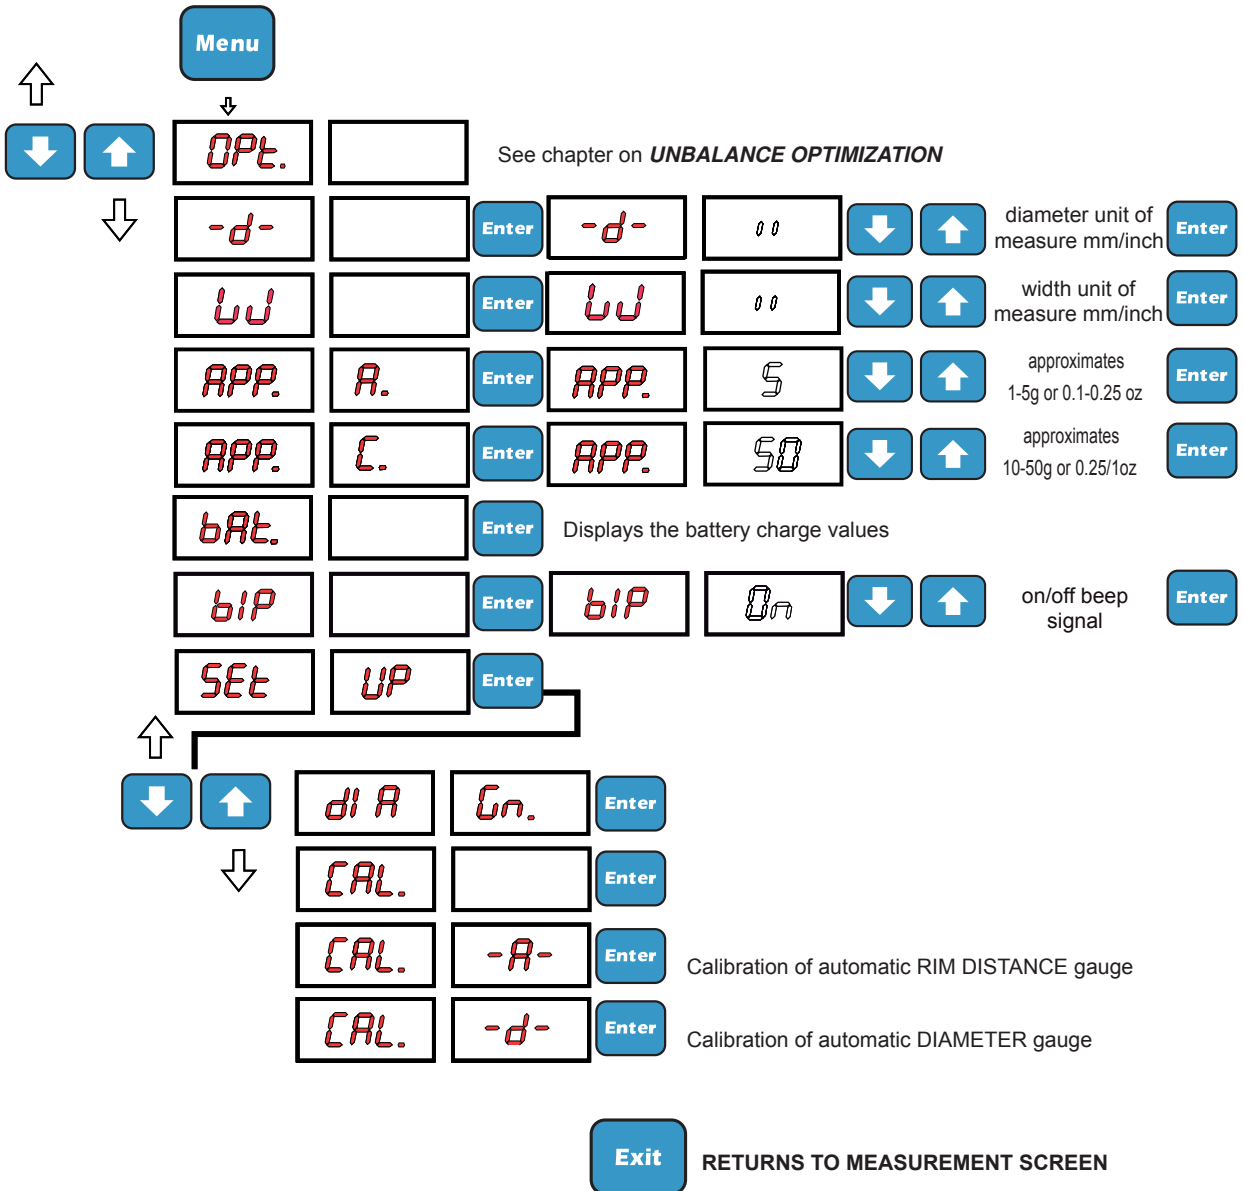 Menu
OPt.
See chapter on UNBALANCE OPTIMIZATION
-d- Enter -d- '' diameter unit of
measure mm/inch Enter
W Enter W '' width unit of
measure mm/inch Enter
APP. A. Enter APP. 5 approximates
1-5g or 0.1-0.25 oz Enter
APP. C. Enter APP. 50 approximates
10-50g or 0.25/1oz Enter
bAt. Enter Displays the battery charge values
biP Enter biP On on/off beep
signal Enter
SEt UP Enter
di A Gn. Enter
CAL. Enter
CAL. -A- Enter Calibration of automatic RIM DISTANCE gauge
CAL. -d- Enter Calibration of automatic DIAMETER gauge
Exit RETURNS TO MEASUREMENT SCREEN